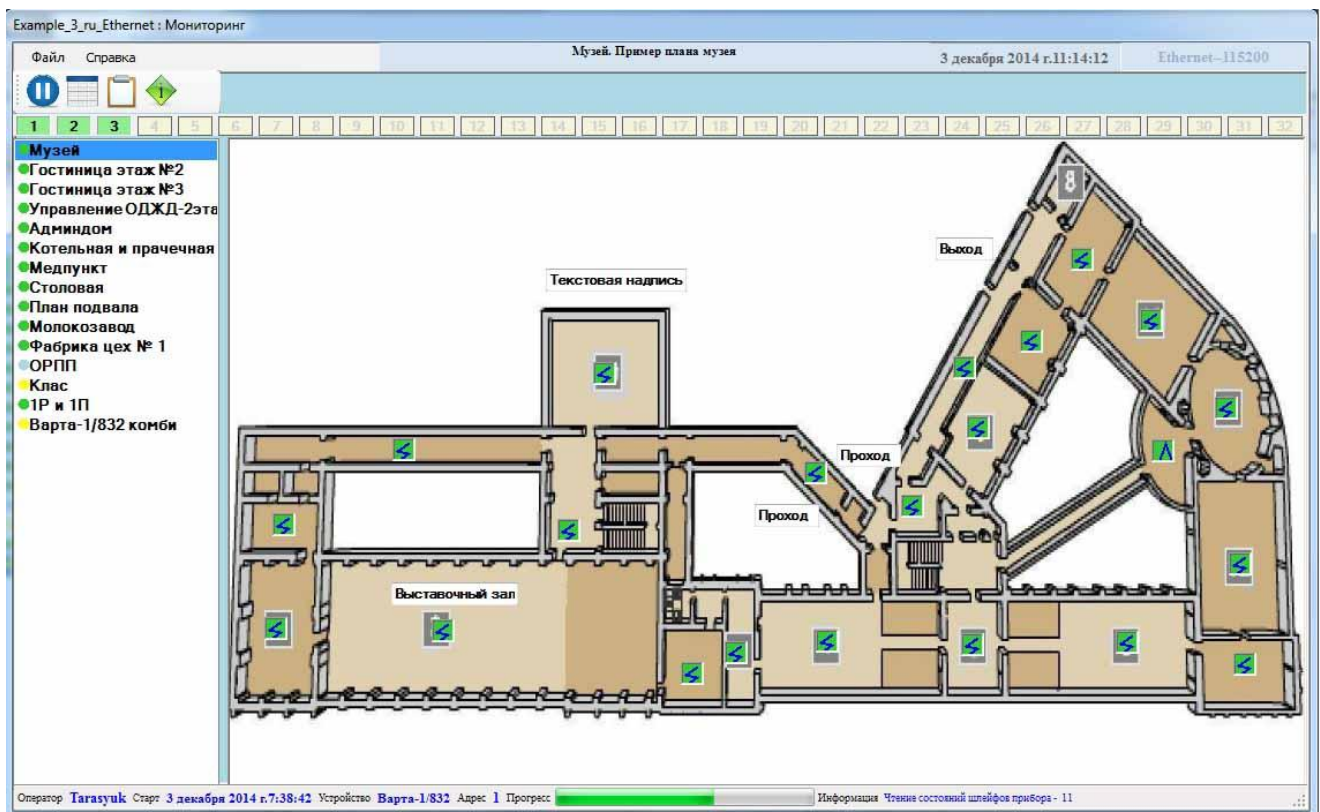 Example_3_ru_Ethernet : Мониторинг
Файл Справка
Музей. Пример плана музея
3 декабря 2014 г.11:14:12
Ethernet--115200
1 2 3 4 5 6 7 8 9 10 11 12 13 14 15 16 17 18 19 20 21 22 23 24 25 26 27 28 29 30 31 32
Музей
Гостиница этаж №2
Гостиница этаж №3
Управление ОДЖД-2эта
Админдом
Котельная и прачечная
Медпункт
Столовая
План подвала
Молокозавод
Фабрика цех № 1
ОРПП
Клас
1Р и 1П
Варта-1/832 комби
8
Выход
Текстовая надпись
Проход
Проход
Выставочный зал
Оператор Tarasyuk Старт 3 декабря 2014 г.7:38:42 Устройство Варта-1/832 Адрес 1 Прогресс Информация Чтение состояний шлейфов прибора - 11